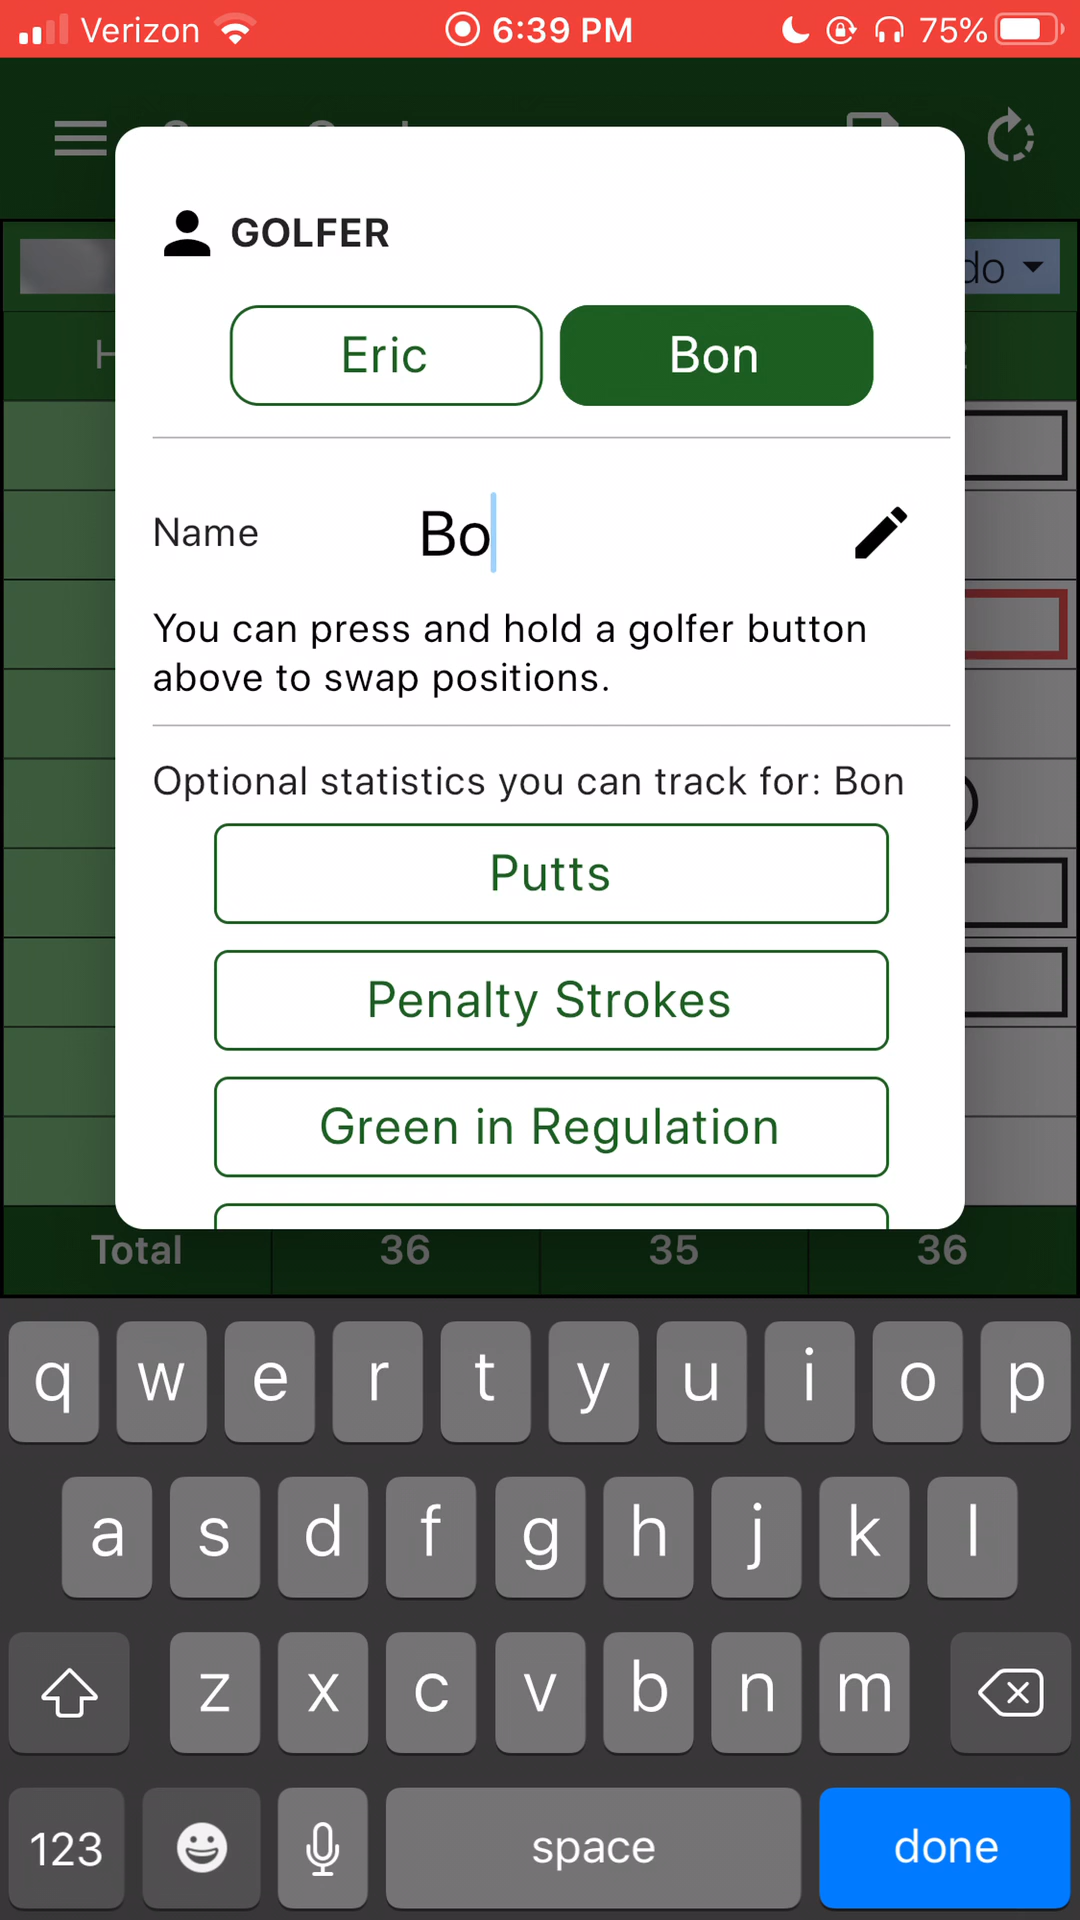 Verizon 6:39 PM 75%
GOLFER
Eric Bon
do
Name Bo
You can press and hold a golfer button
above to swap positions.
Optional statistics you can track for: Bon
Putts
Penalty Strokes
Green in Regulation
Total 36 35 36
q w e r t y u i o p
a s d f g h j k l
z x c v b n m
123 space done